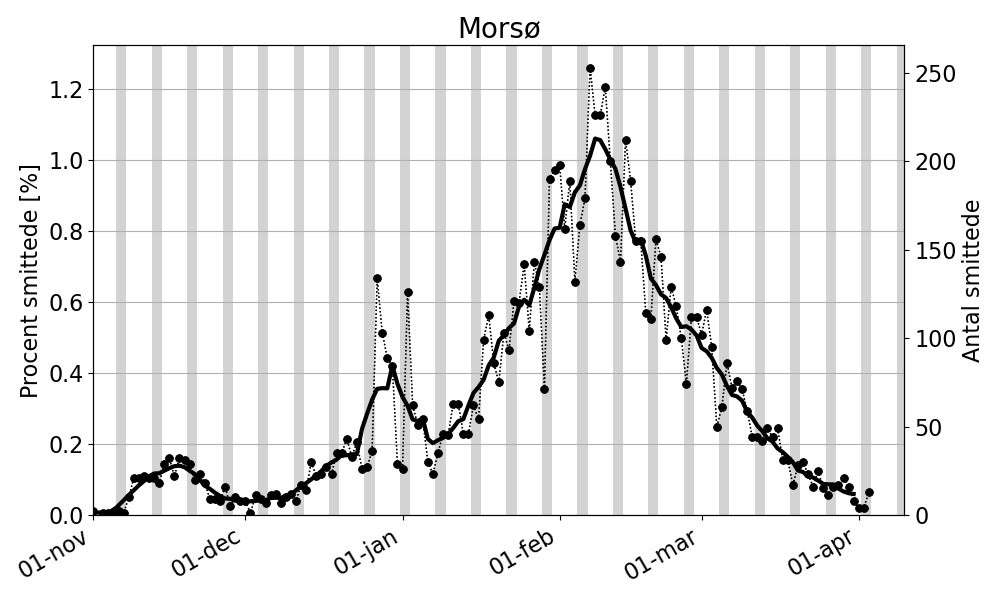 Morsø
Procent smittede [%]
1.2
1.0
0.8
0.6
0.4
0.2
0.0
250
200
150
100
50
0
Antal smittede
01-nov
01-dec
01-jan
01-feb
01-mar
01-apr